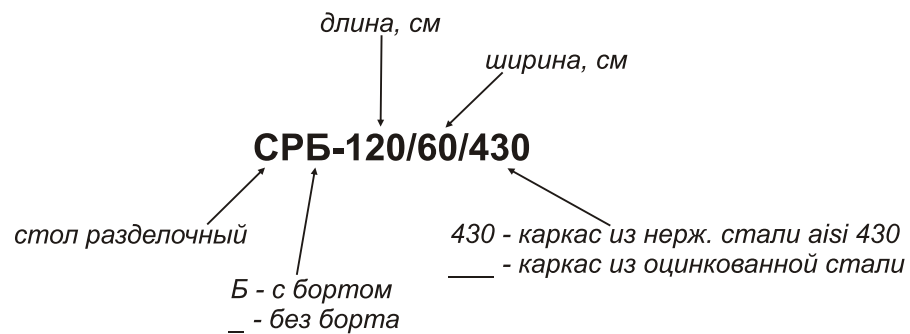 длина, см
ширина, см
СРБ-120/60/430
стол разделочный
430 - каркас из нерж. стали aisi 430
___ - каркас из оцинкованной стали
Б - с бортом
_ - без борта